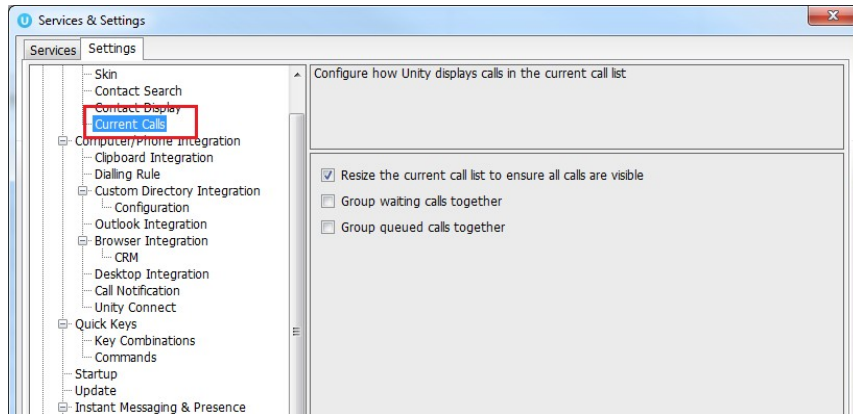 Services & Settings
Services
Settings
Skin
Contact Search
Contact Display
Current Calls
Computer/Phone Integration
Clipboard Integration
Dialling Rule
Custom Directory Integration
Configuration
Outlook Integration
Browser Integration
CRM
Desktop Integration
Call Notification
Unity Connect
Quick Keys
Key Combinations
Commands
Startup
Update
Instant Messaging & Presence
Configure how Unity displays calls in the current call list
Resize the current call list to ensure all calls are visible
Group waiting calls together
Group queued calls together